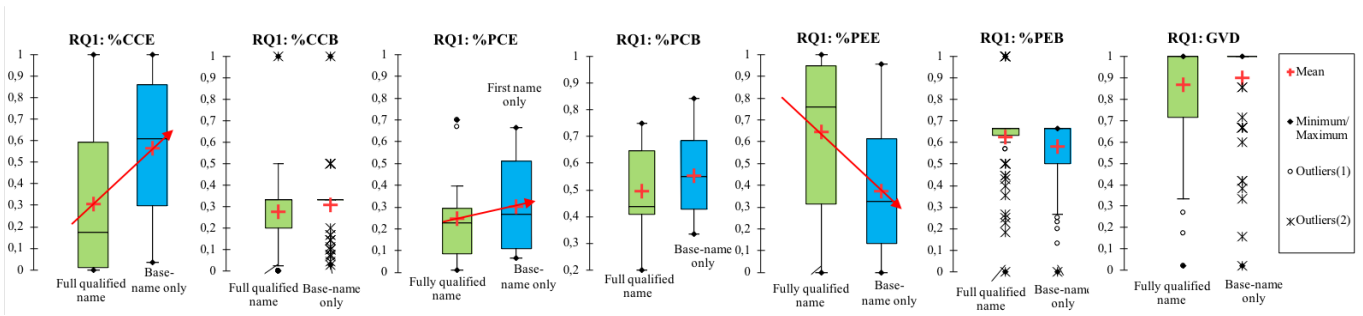 RQ1: %CCE
1
0,9
0,8
0,7
0,6
0,5
0,4
0,3
0,2
0,1
0
Full qualified
name
Base-
name only
RQ1: %CCB
1
0,9
0,8
0,7
0,6
0,5
0,4
0,3
0,2
0,1
0
Full qualified
name
Base-name
only
RQ1: %PCE
1
0,9
0,8
0,7
0,6
0,5
0,4
0,3
0,2
0,1
0
First name
only
Fully qualified
name
Base-
name only
RQ1: %PCB
1
0,9
0,8
0,7
0,6
0,5
0,4
0,3
0,2
Full qualified
name
Base-name
only
RQ1: %PEE
1
0,9
0,8
0,7
0,6
0,5
0,4
0,3
0,2
0,1
0
Fully qualified
name
Base-
name only
RQ1: %PEB
1
0,9
0,8
0,7
0,6
0,5
0,4
0,3
0,2
0,1
0
Full qualified
name
Base-name
only
RQ1: GVD
1
0,9
0,8
0,7
0,6
0,5
0,4
0,3
0,2
0,1
0
Fully qualified
name
Base-name
only
Mean
Minimum/
Maximum
Outliers(1)
Outliers(2)